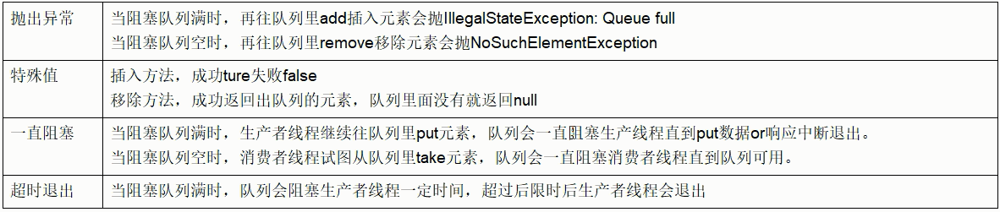 抛出异常
当阻塞队列满时，再往队列里add插入元素会抛IllegalStateException: Queue full
当阻塞队列空时，再往队列里remove移除元素会抛NoSuchElementException
特殊值
插入方法，成功ture失败false
移除方法，成功返回出队列的元素，队列里面没有就返回null
一直阻塞
当阻塞队列满时，生产者线程继续往队列里put元素，队列会一直阻塞生产线程直到put数据or响应中断退出。
当阻塞队列空时，消费者线程试图从队列里take元素，队列会一直阻塞消费者线程直到队列可用。
超时退出
当阻塞队列满时，队列会阻塞生产者线程一定时间，超过后限时后生产者线程会退出